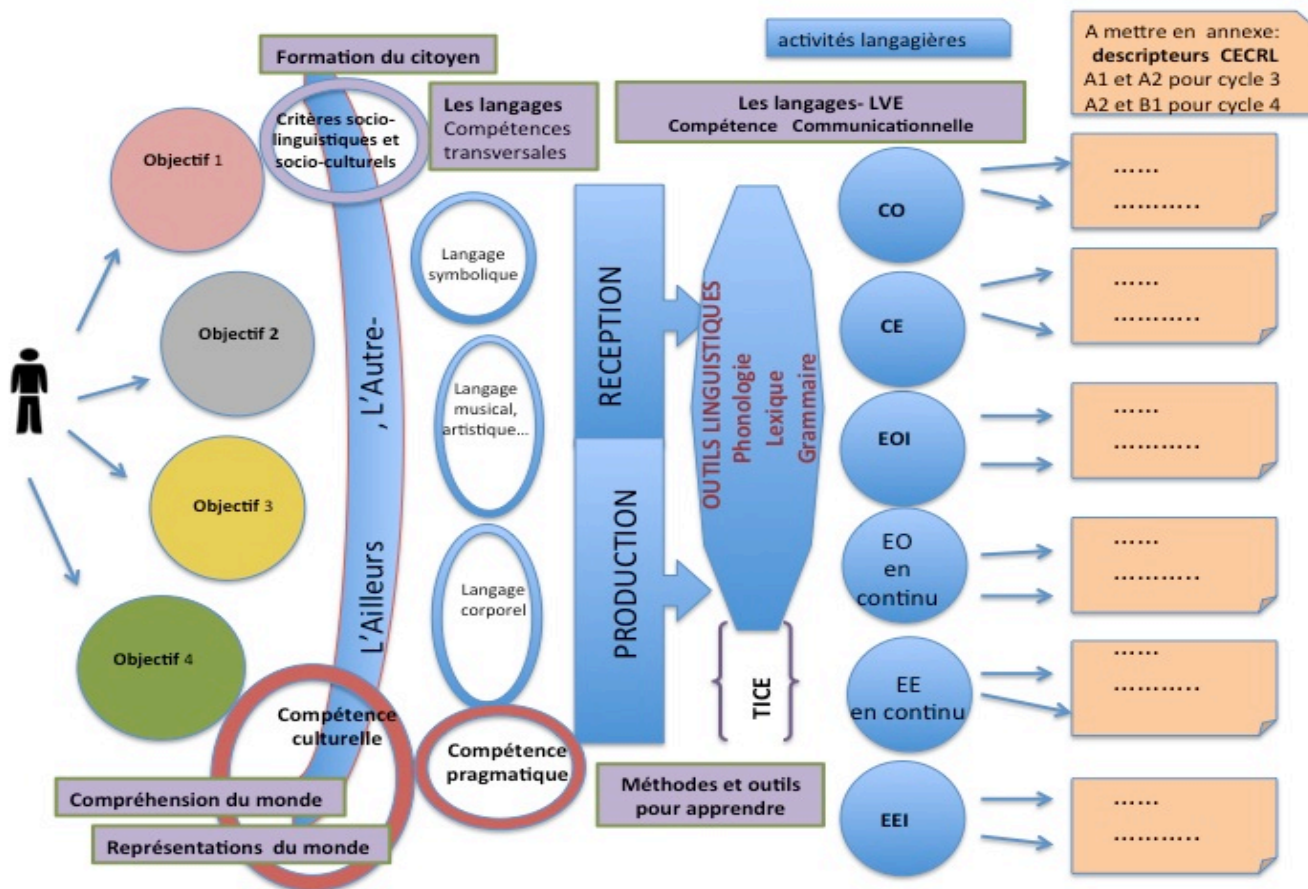 Formation du citoyen
Critères socio-
linguistiques et
socio-culturels
Les langages
Compétences
transversales
activités langagières
Les langages- LVE
Compétence Communicationnelle
A mettre en annexe:
descripteurs CECRL
A1 et A2 pour cycle 3
A2 et B1 pour cycle 4
Objectif 1
Objectif 2
Objectif 3
Objectif 4
L'Ailleurs , L'Autre-
Langage
symbolique
Langage
musical,
artistique...
Langage
corporel
RECEPTION
PRODUCTION
OUTILS LINGUISTIQUES
Phonologie
Lexique
Grammaire
TICE
CO
......
...........
CE
......
...........
EOI
......
...........
EO
en
continu
......
...........
EE
en continu
......
...........
EEI
......
...........
Compétence
culturelle
Compétence
pragmatique
Compréhension du monde
Représentations du monde
Méthodes et outils
pour apprendre